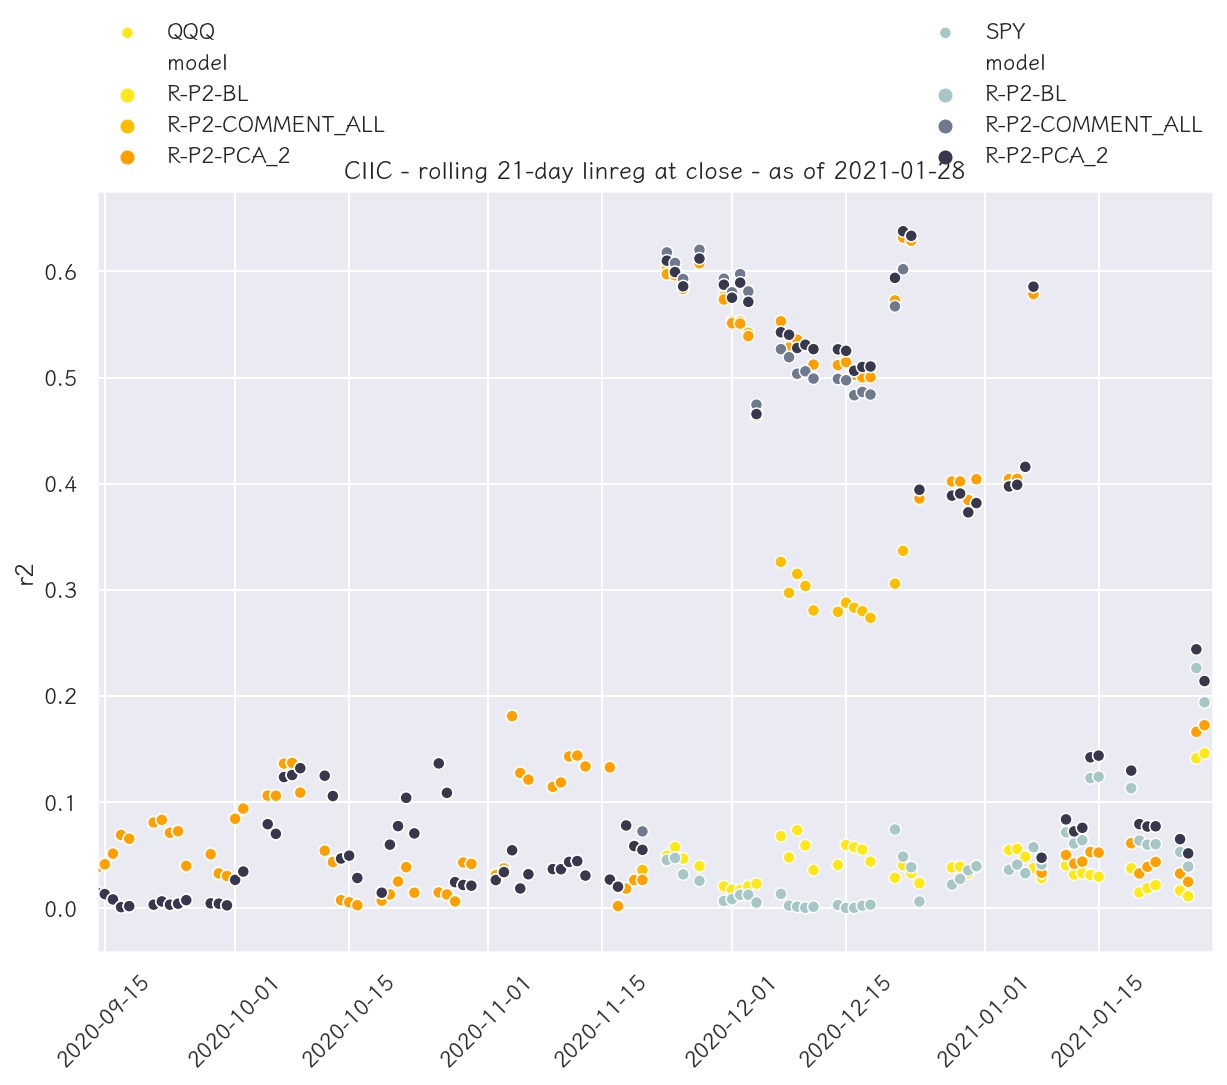 QQQ
model
R-P2-BL
R-P2-COMMENT_ALL
R-P2-PCA_2
SPY
model
R-P2-BL
R-P2-COMMENT_ALL
R-P2-PCA_2
CIIC - rolling 21-day linreg at close - as of 2021-01-28
r2
0.6
0.5
0.4
0.3
0.2
0.1
0.0
2020-09-15
2020-10-01
2020-10-15
2020-11-01
2020-11-15
2020-12-01
2020-12-15
2021-01-01
2021-01-15